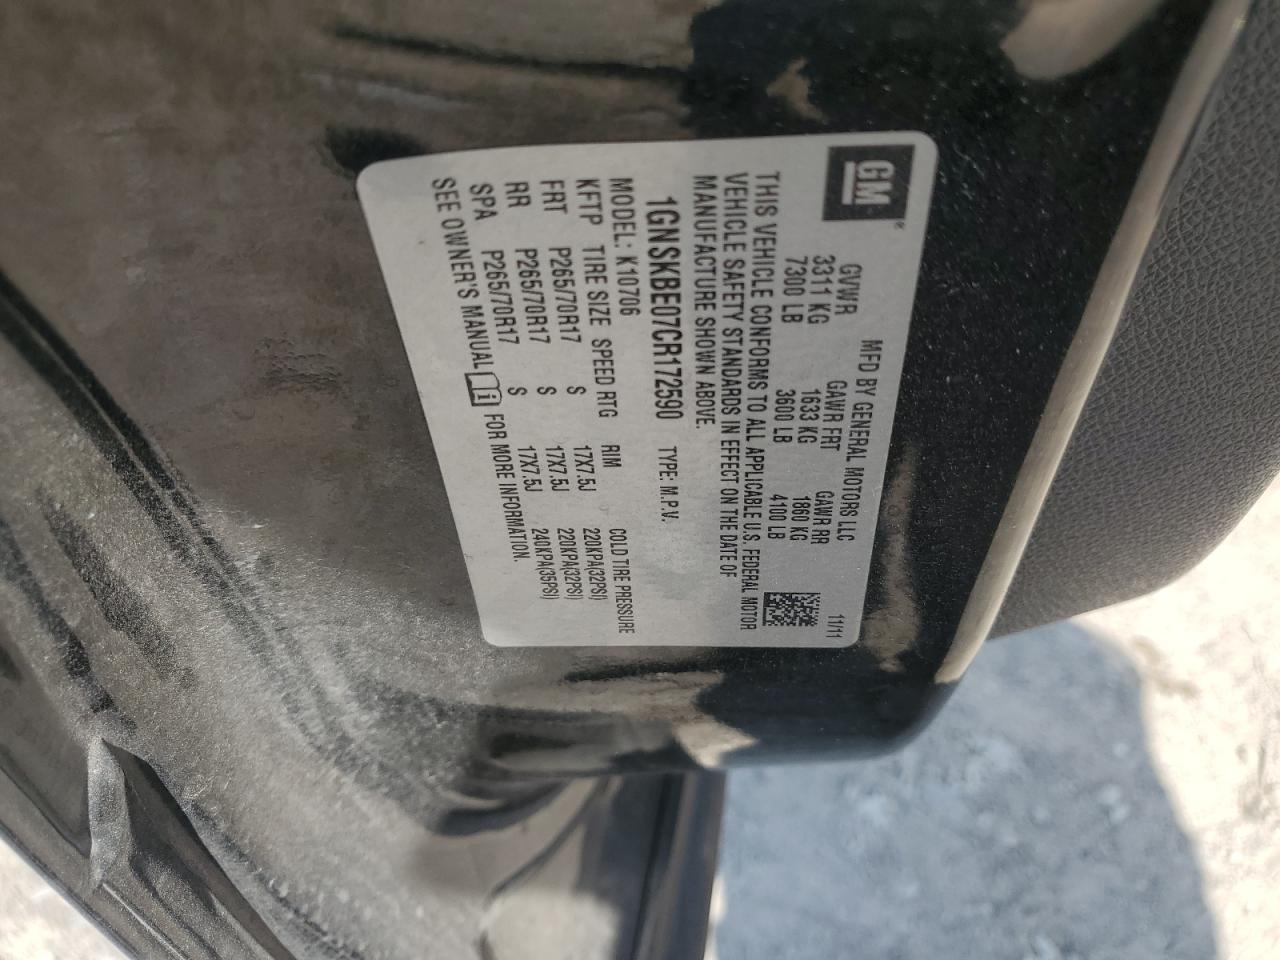 GM®
MFD BY GENERAL MOTORS LLC 11/11
GVWR GAWR FRT GAWR RR
3311 KG 1633 KG 1860 KG
7300 LB 3600 LB 4100 LB
THIS VEHICLE CONFORMS TO ALL APPLICABLE U.S. FEDERAL MOTOR
VEHICLE SAFETY STANDARDS IN EFFECT ON THE DATE OF
MANUFACTURE SHOWN ABOVE.
1GNSKBE07CR172590 TYPE: M.P.V.
MODEL: K10706
KFTP TIRE SIZE SPEED RTG RIM COLD TIRE PRESSURE
FRT P265/70R17 S 17X7.5J 220KPA(32PSI)
RR P265/70R17 S 17X7.5J 220KPA(32PSI)
SPA P265/70R17 S 17X7.5J 240KPA(35PSI)
SEE OWNER'S MANUAL i FOR MORE INFORMATION.